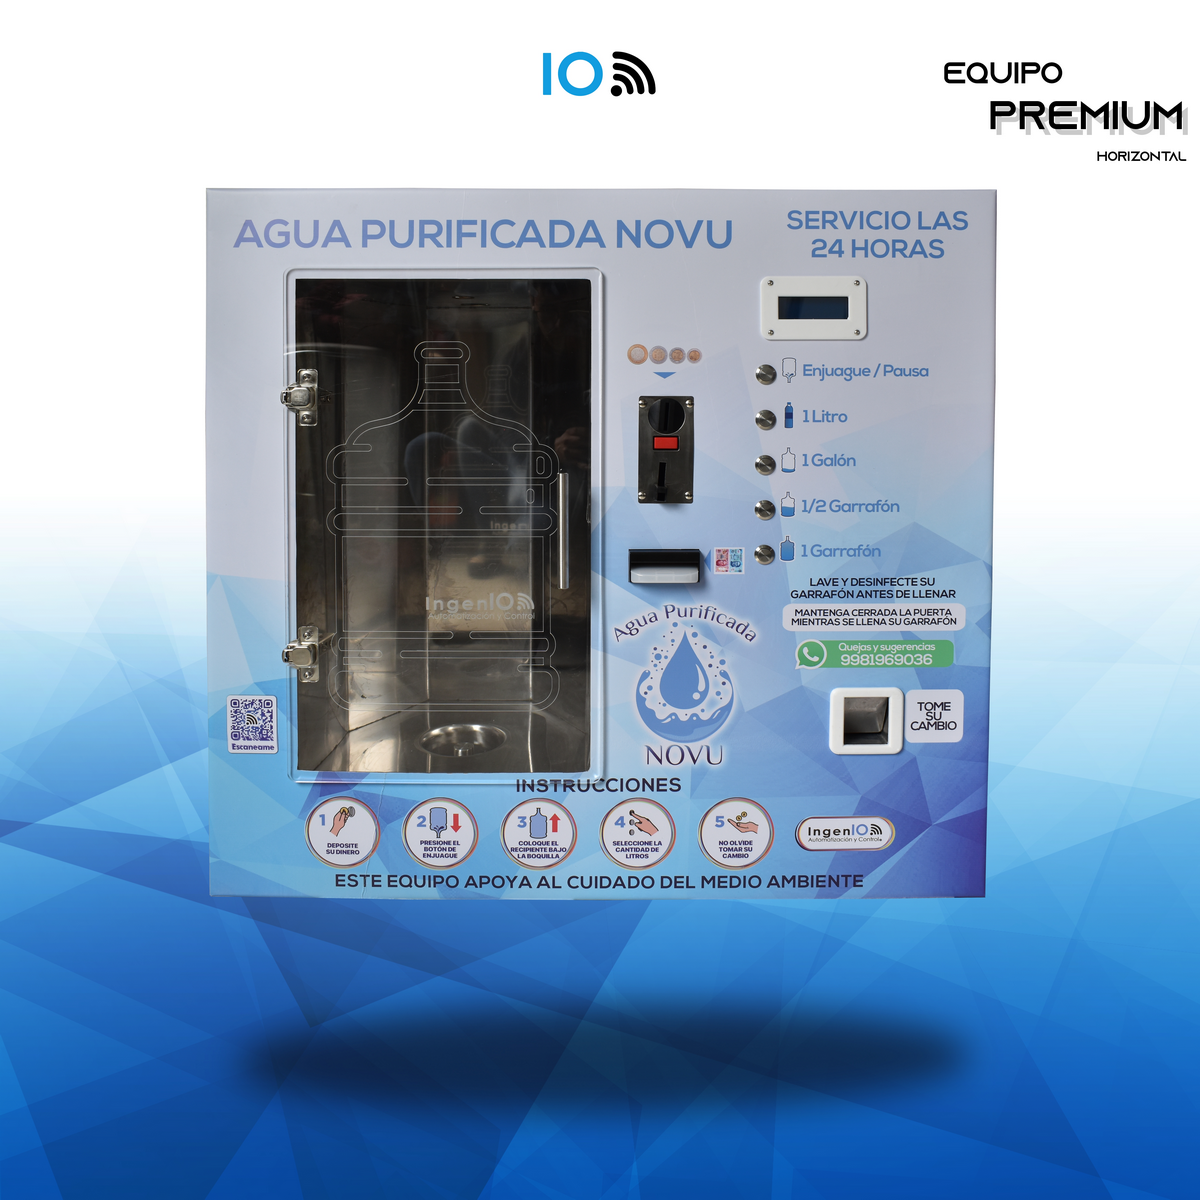 IO
EQUIPO
PREMIUM
HORIZONTAL
AGUA PURIFICADA NOVU
SERVICIO LAS
24 HORAS
Enjuague / Pausa
1 Litro
1 Galón
1/2 Garrafón
1 Garrafón
LAVE Y DESINFECTE SU
GARRAFÓN ANTES DE LLENAR
MANTENGA CERRADA LA PUERTA
MIENTRAS SE LLENA SU GARRAFÓN
Quejas y sugerencias
9981969036
TOME
SU
CAMBIO
Agua Purificada
NOVU
IngenIO
Automatización y Control
Escaneame
INSTRUCCIONES
1
DEPOSITE
SU DINERO
2
PRESIONE EL
BOTÓN DE
ENJUAGUE
3
COLOQUE EL
RECIPIENTE BAJO
LA BOQUILLA
4
SELECCIONE LA
CANTIDAD DE
LITROS
5
NO OLVIDE
TOMAR SU
CAMBIO
IngenIO
Automatización y Control
ESTE EQUIPO APOYA AL CUIDADO DEL MEDIO AMBIENTE